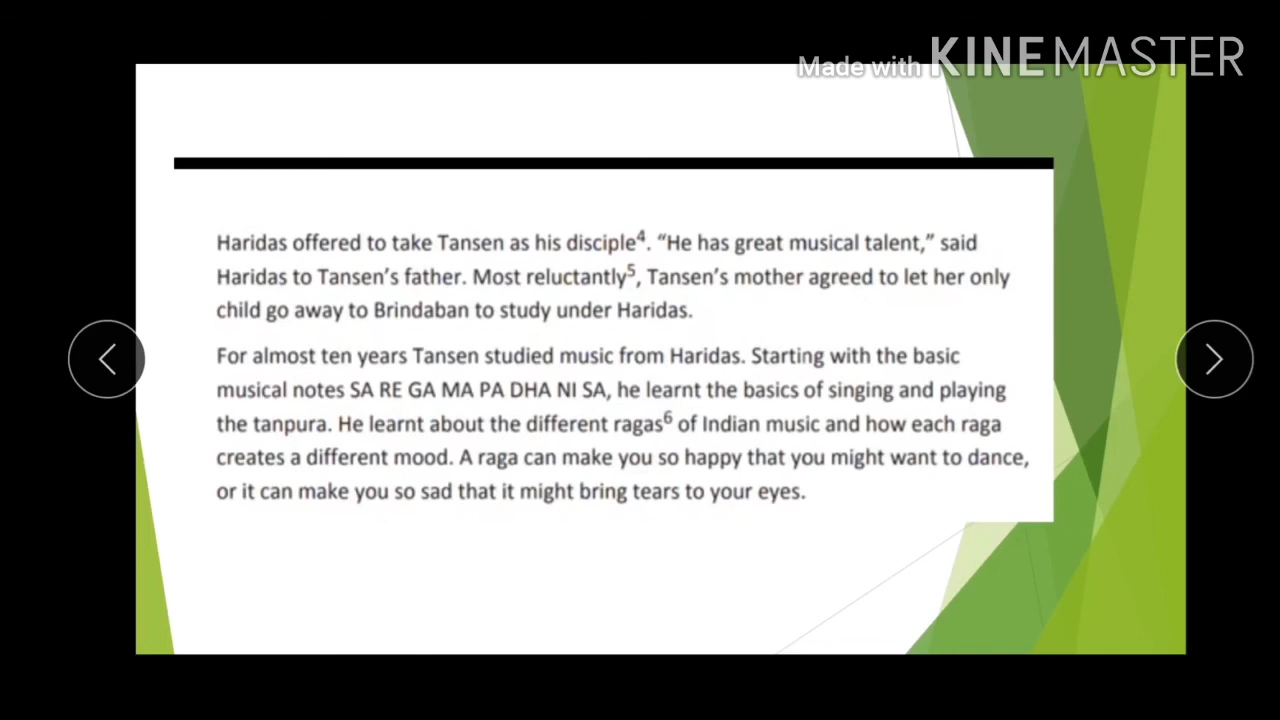 Made with KINEMASTER
Haridas offered to take Tansen as his disciple⁴. “He has great musical talent,” said
Haridas to Tansen’s father. Most reluctantly⁵, Tansen’s mother agreed to let her only
child go away to Brindaban to study under Haridas.
For almost ten years Tansen studied music from Haridas. Starting with the basic
musical notes SA RE GA MA PA DHA NI SA, he learnt the basics of singing and playing
the tanpura. He learnt about the different ragas⁶ of Indian music and how each raga
creates a different mood. A raga can make you so happy that you might want to dance,
or it can make you so sad that it might bring tears to your eyes.